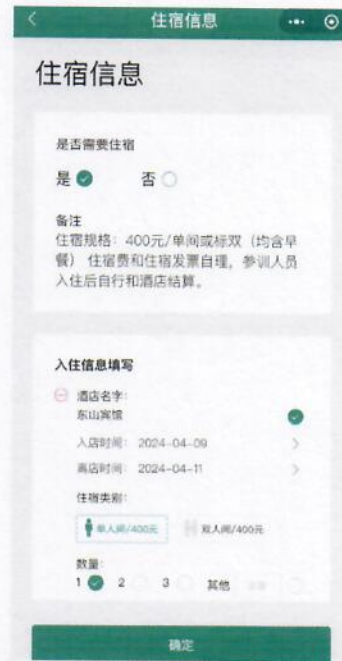 住宿信息
住宿信息
是否需要住宿
是 否
备注
住宿规格：400元/单间或标双（均含早
餐） 住宿费和住宿发票自理，参训人员
入住后自行和酒店结算。
入住信息填写
酒店名字：
东山宾馆
入店时间： 2024-04-09
离店时间： 2024-04-11
住宿类别：
单人间/400元 双人间/400元
数量：
1 2 3 其他
确定